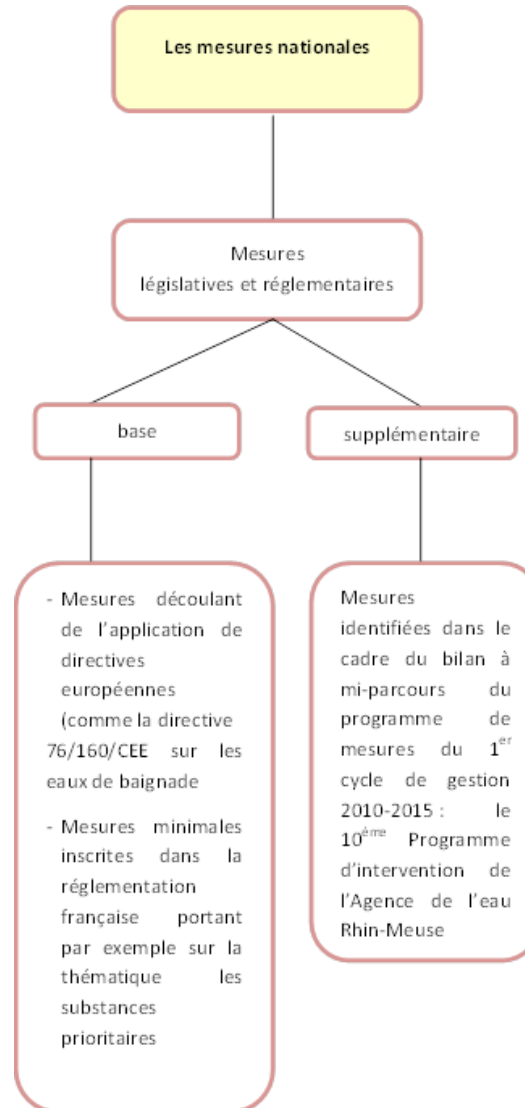 Les mesures nationales
Mesures
législatives et réglementaires
base
supplémentaire
- Mesures découlant
de l'application de
directives
européennes
(comme la directive
76/160/CEE sur les
eaux de baignade
- Mesures minimales
inscrites dans la
réglementation
française portant
par exemple sur la
thématique les
substances
prioritaires
Mesures
identifiées dans le
cadre du bilan à
mi-parcours du
programme de
mesures du 1er
cycle de gestion
2010-2015 : le
10ème Programme
d'intervention de
l'Agence de l'eau
Rhin-Meuse